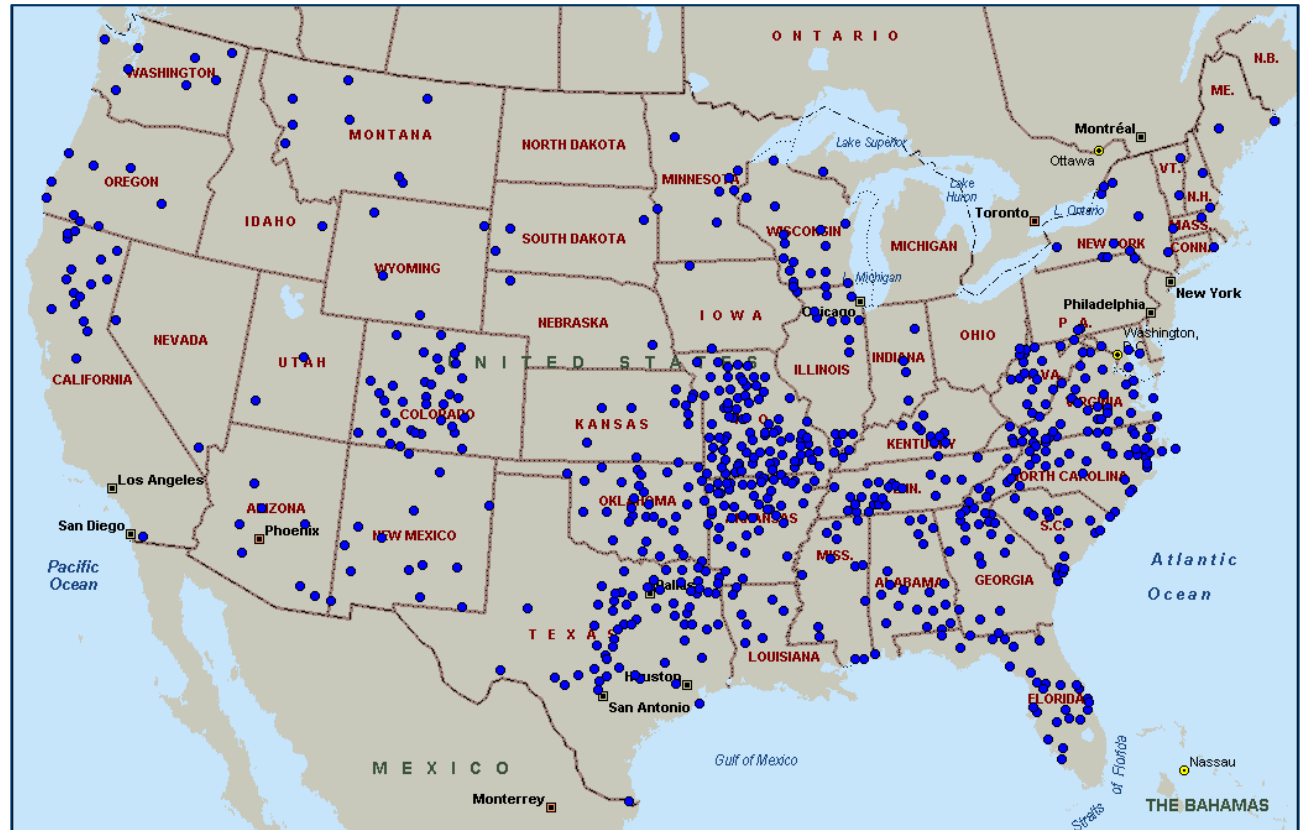 ONTARIO
N.B.
WASHINGTON
ME.
MONTANA
NORTH DAKOTA
Lake Superior
Montréal
Ottawa
VT.
OREGON
MINNESOTA
Lake
Huron
N.H.
IDAHO
SOUTH DAKOTA
WISCONSIN
MICHIGAN
Toronto
L. Ontario
MASS.
NEW YORK
CONN.
WYOMING
L. Michigan
New York
Chicago
Philadelphia
NEBRASKA
IOWA
OHIO
P A.
Washington,
D.C.
NEVADA
UTAH
UNITED STATES
INDIANA
ILLINOIS
CALIFORNIA
VA.
VIRGINIA
COLORADO
KANSAS
M O.
KENTUCKY
Los Angeles
NORTH CAROLINA
ARIZONA
OKLAHOMA
ARKANSAS
San Diego
Phoenix
NEW MEXICO
S.C.
MISS.
Atlantic
Ocean
Pacific
Ocean
Dallas
ALABAMA
GEORGIA
TEXAS
LOUISIANA
Houston
San Antonio
FLORIDA
Gulf of Mexico
MEXICO
Straits
of Florida
Nassau
Monterrey
THE BAHAMAS